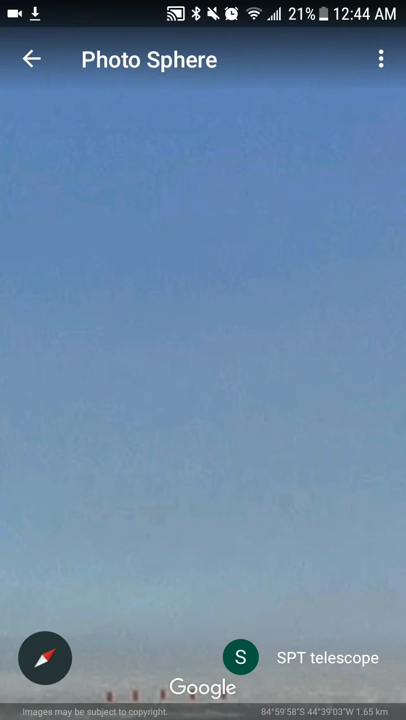 21% 12:44 AM
Photo Sphere
S SPT telescope
Google
Images may be subject to copyright. 84°59'58"S 44°39'03"W 1.65 km